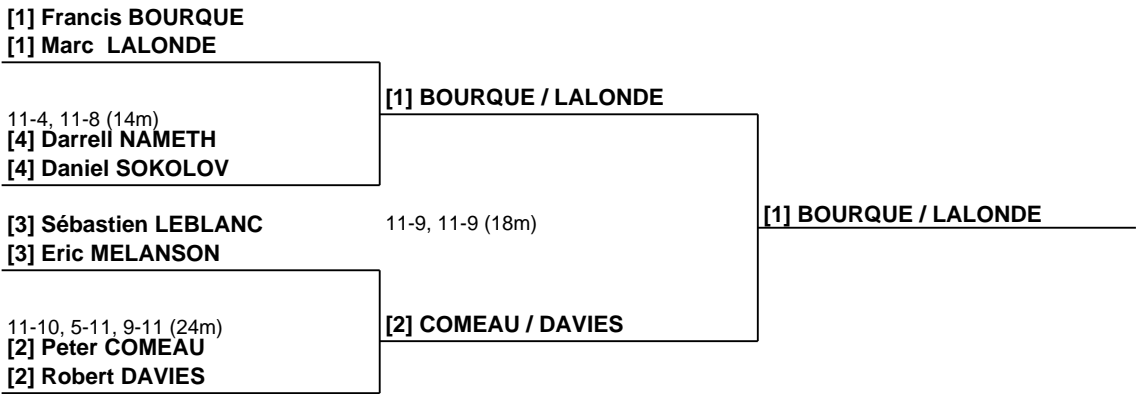 [1] Francis BOURQUE
[1] Marc LALONDE
[1] BOURQUE / LALONDE
11-4, 11-8 (14m)
[4] Darrell NAMETH
[4] Daniel SOKOLOV
[3] Sébastien LEBLANC
11-9, 11-9 (18m)
[1] BOURQUE / LALONDE
[3] Eric MELANSON
11-10, 5-11, 9-11 (24m)
[2] COMEAU / DAVIES
[2] Peter COMEAU
[2] Robert DAVIES